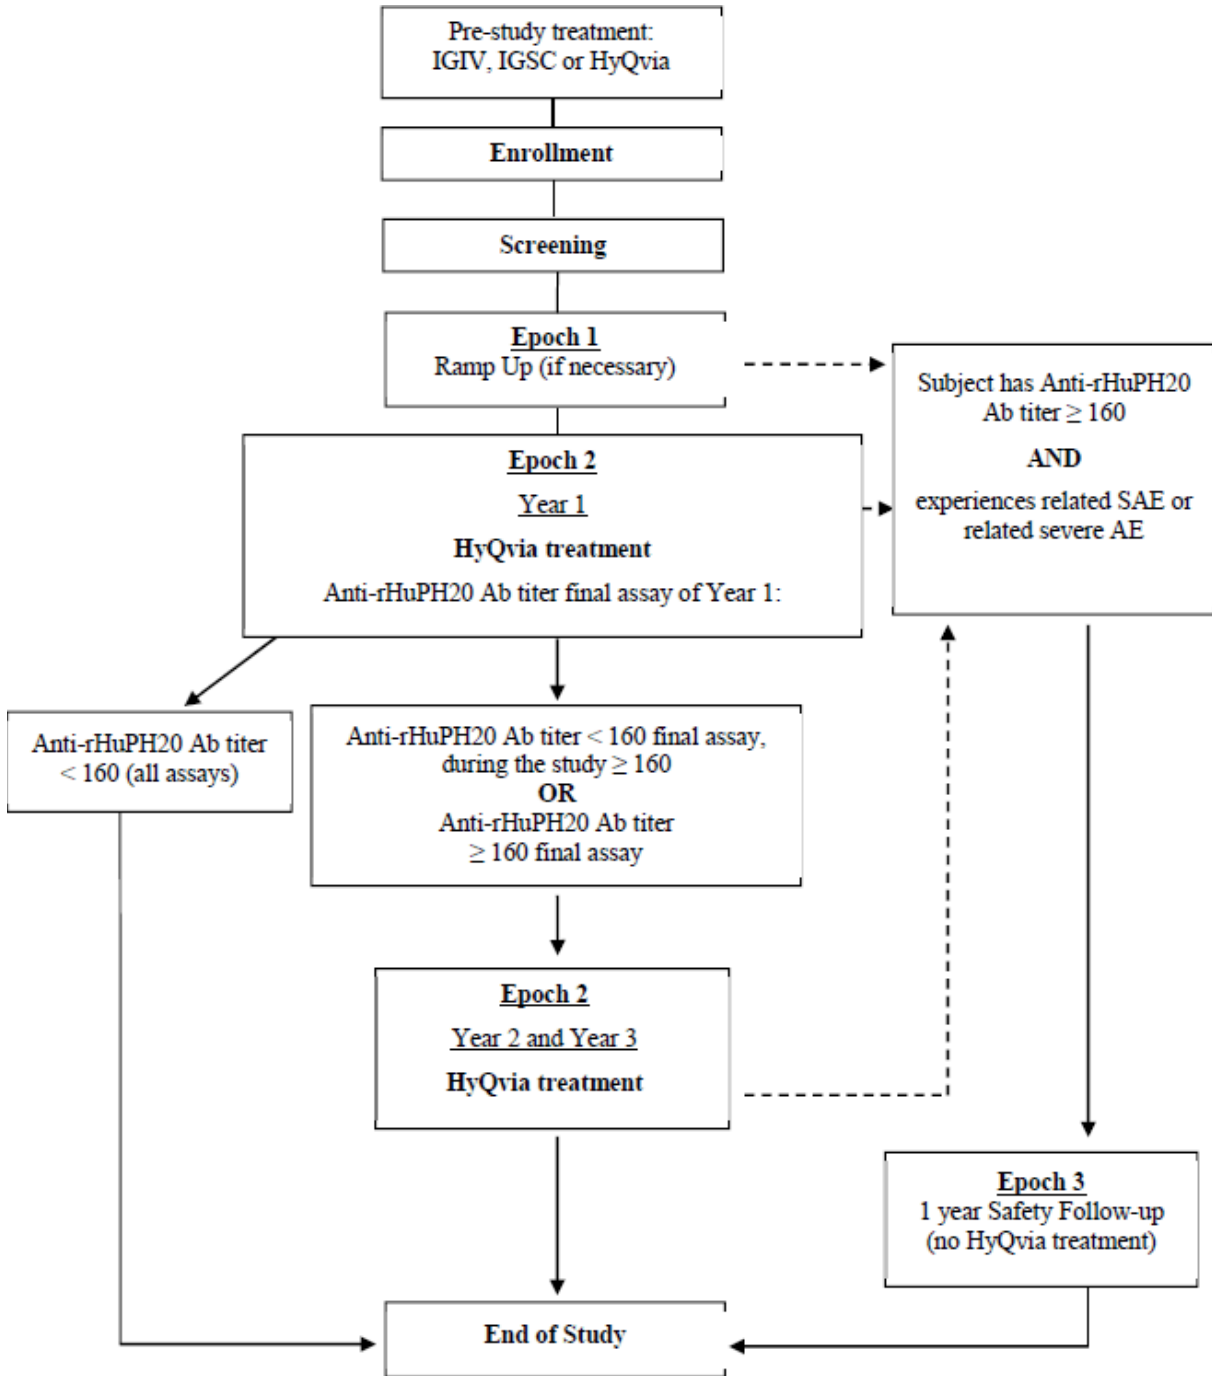 Pre-study treatment:
IGIV, IGSC or HyQvia
Enrollment
Screening
Epoch 1
Ramp Up (if necessary)
Subject has Anti-rHuPH20
Ab titer ≥ 160
AND
experiences related SAE or
related severe AE
Epoch 2
Year 1
HyQvia treatment
Anti-rHuPH20 Ab titer final assay of Year 1:
Anti-rHuPH20 Ab titer
< 160 (all assays)
Anti-rHuPH20 Ab titer < 160 final assay,
during the study ≥ 160
OR
Anti-rHuPH20 Ab titer
≥ 160 final assay
Epoch 2
Year 2 and Year 3
HyQvia treatment
Epoch 3
1 year Safety Follow-up
(no HyQvia treatment)
End of Study